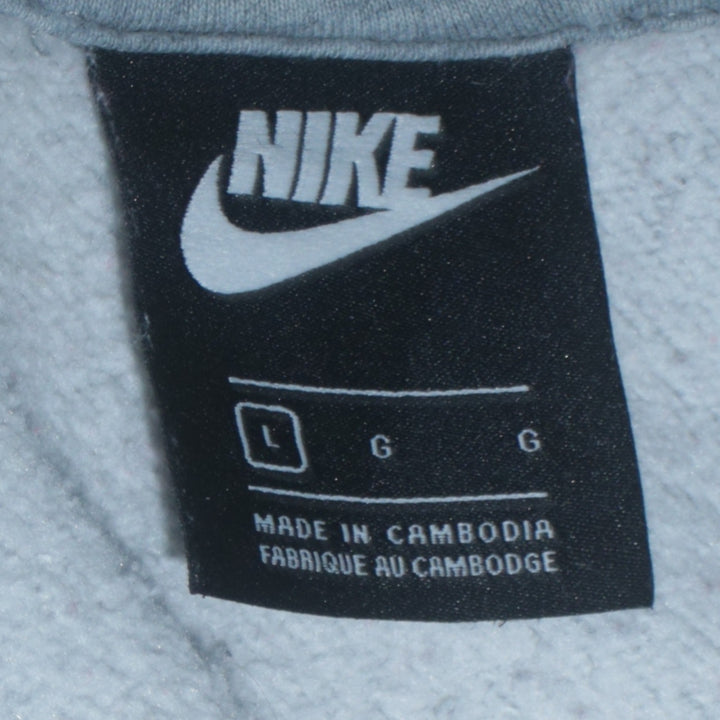 NIKE
L G G
MADE IN CAMBODIA
FABRIQUE AU CAMBODGE